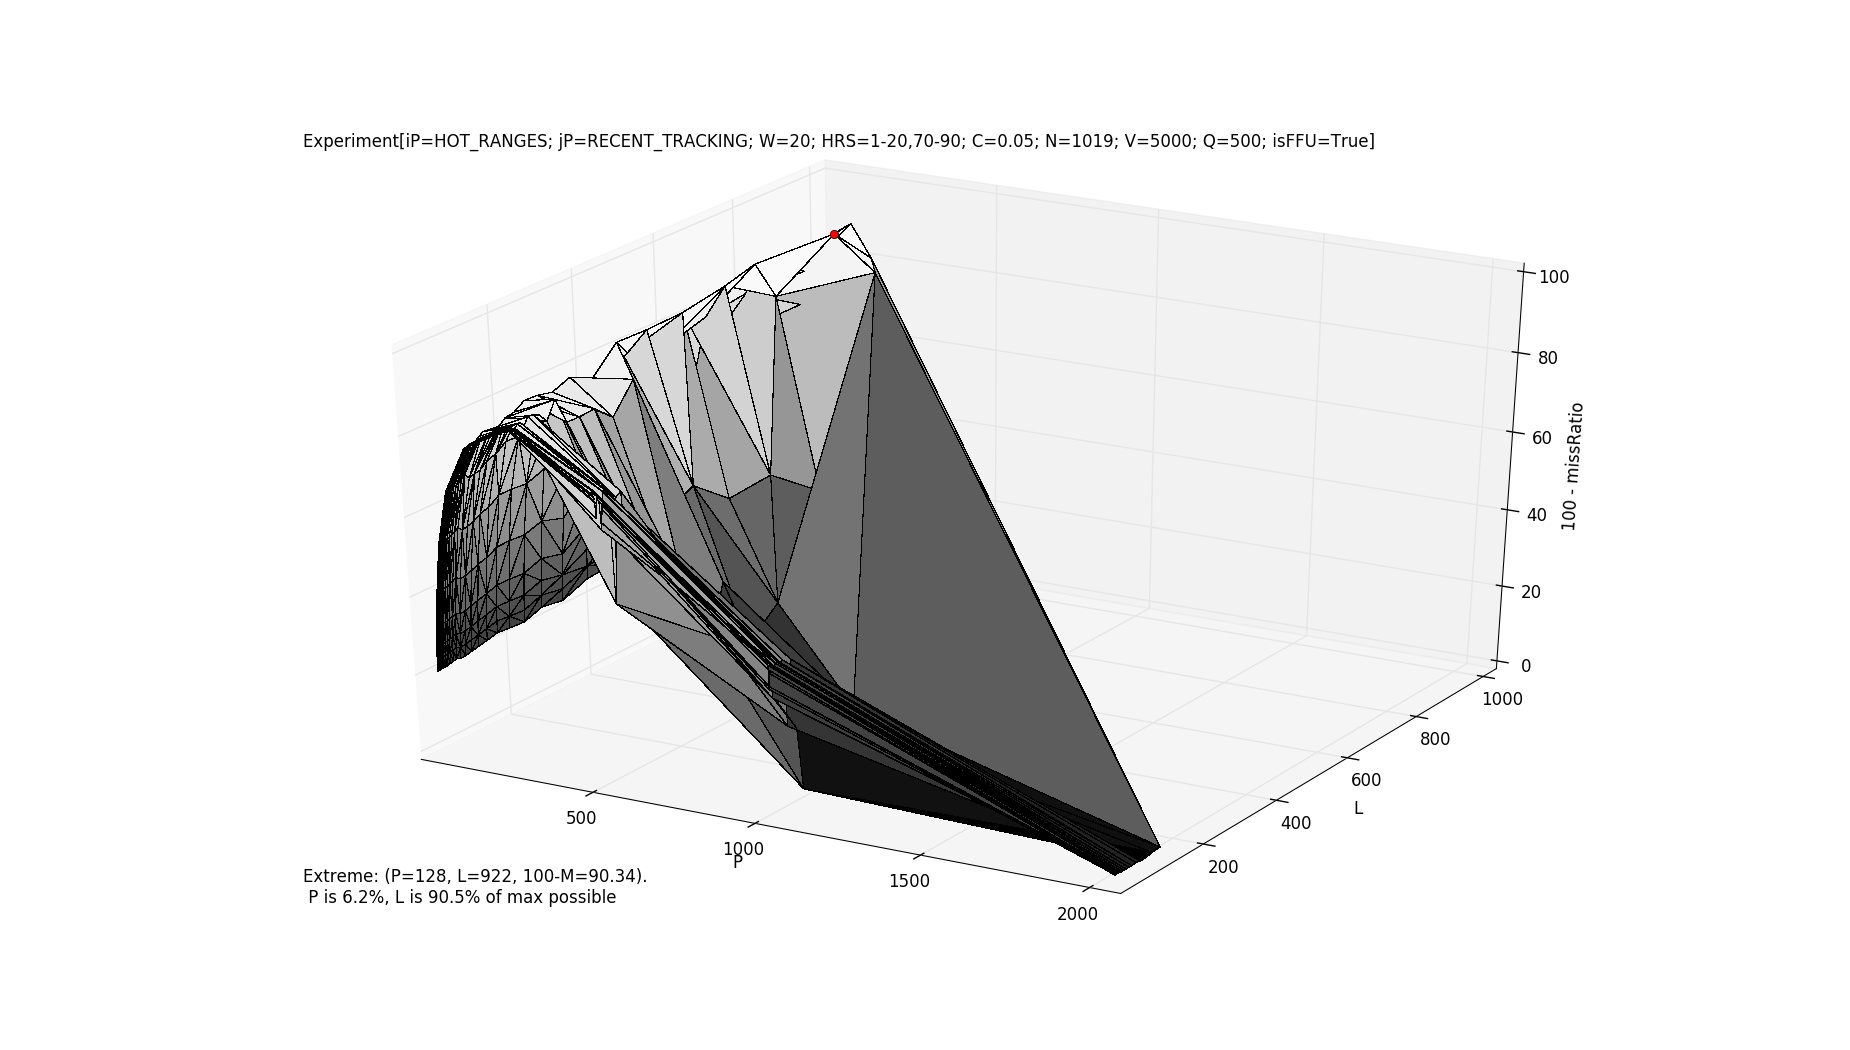 Experiment[iP=HOT_RANGES; jP=RECENT_TRACKING; W=20; HRS=1-20,70-90; C=0.05; N=1019; V=5000; Q=500; isFFU=True]
100
80
60
40
20
0
100 - missRatio
1000
800
600
400
200
L
500
1000
1500
2000
P
Extreme: (P=128, L=922, 100-M=90.34).
P is 6.2%, L is 90.5% of max possible